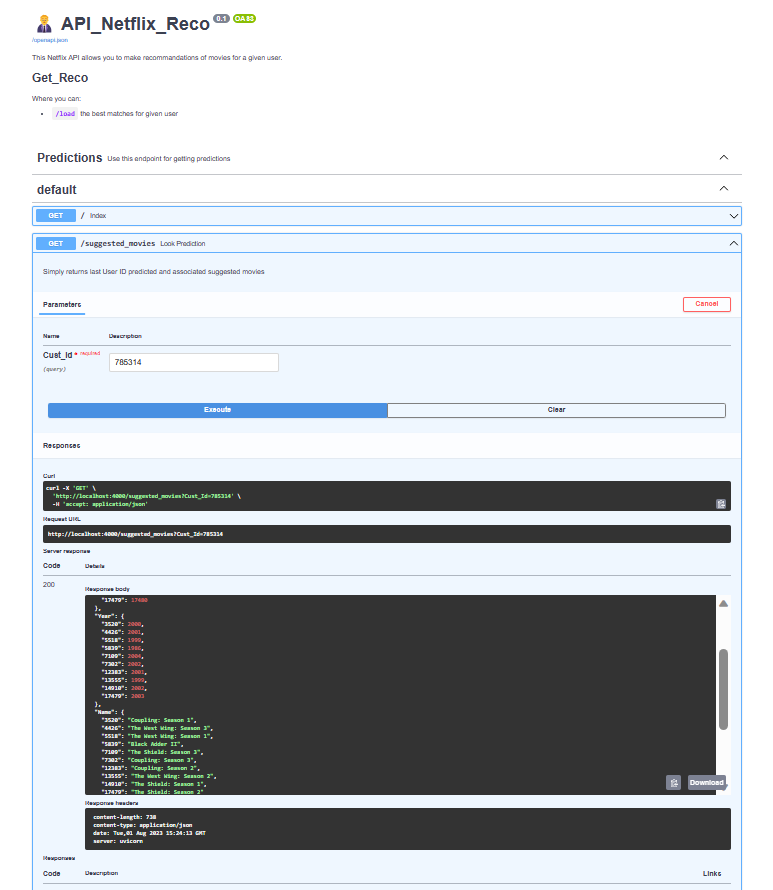 API_Netflix_Reco 0.1 OAS3
/openapi.json
This Netflix API allows you to make recommandations of movies for a given user.
Get_Reco
Where you can:
• /load the best matches for given user
Predictions Use this endpoint for getting predictions
default
GET / Index
GET /suggested_movies Look Prediction
Simply returns last User ID predicted and associated suggested movies
Parameters Cancel
Name Description
Cust_Id * required 785314
(query)
Execute Clear
Responses
Curl
curl -X 'GET' \
'http://localhost:4000/suggested_movies?Cust_Id=785314' \
-H 'accept: application/json'
Request URL
http://localhost:4000/suggested_movies?Cust_Id=785314
Server response
Code Details
200
Response body
"17479": 17480
},
"Year": {
"3520": 2000,
"4426": 2001,
"5518": 1999,
"5839": 1986,
"7109": 2004,
"7302": 2002,
"12383": 2001,
"13555": 1999,
"14910": 2002,
"17479": 2003
},
"Name": {
"3520": "Coupling: Season 1",
"4426": "The West Wing: Season 3",
"5518": "The West Wing: Season 1",
"5839": "Black Adder II",
"7109": "The Shield: Season 3",
"7302": "Coupling: Season 3",
"12383": "Coupling: Season 2",
"13555": "The West Wing: Season 2",
"14910": "The Shield: Season 1",
"17479": "The Shield: Season 2"
Download
Response headers
content-length: 738
content-type: application/json
date: Tue,01 Aug 2023 15:24:13 GMT
server: uvicorn
Responses
Code Description Links